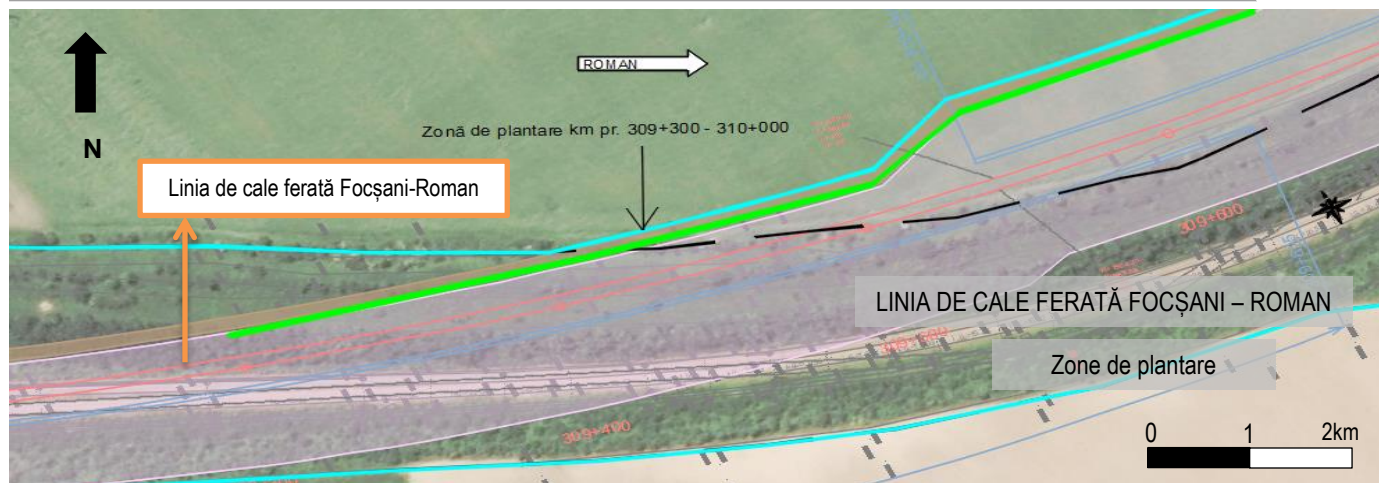 ROMAN
Zonă de plantare km pr. 309+300 - 310+000
N
Linia de cale ferată Focșani-Roman
309+600
LINIA DE CALE FERATĂ FOCȘANI – ROMAN
Zone de plantare
309+400
0 1 2km